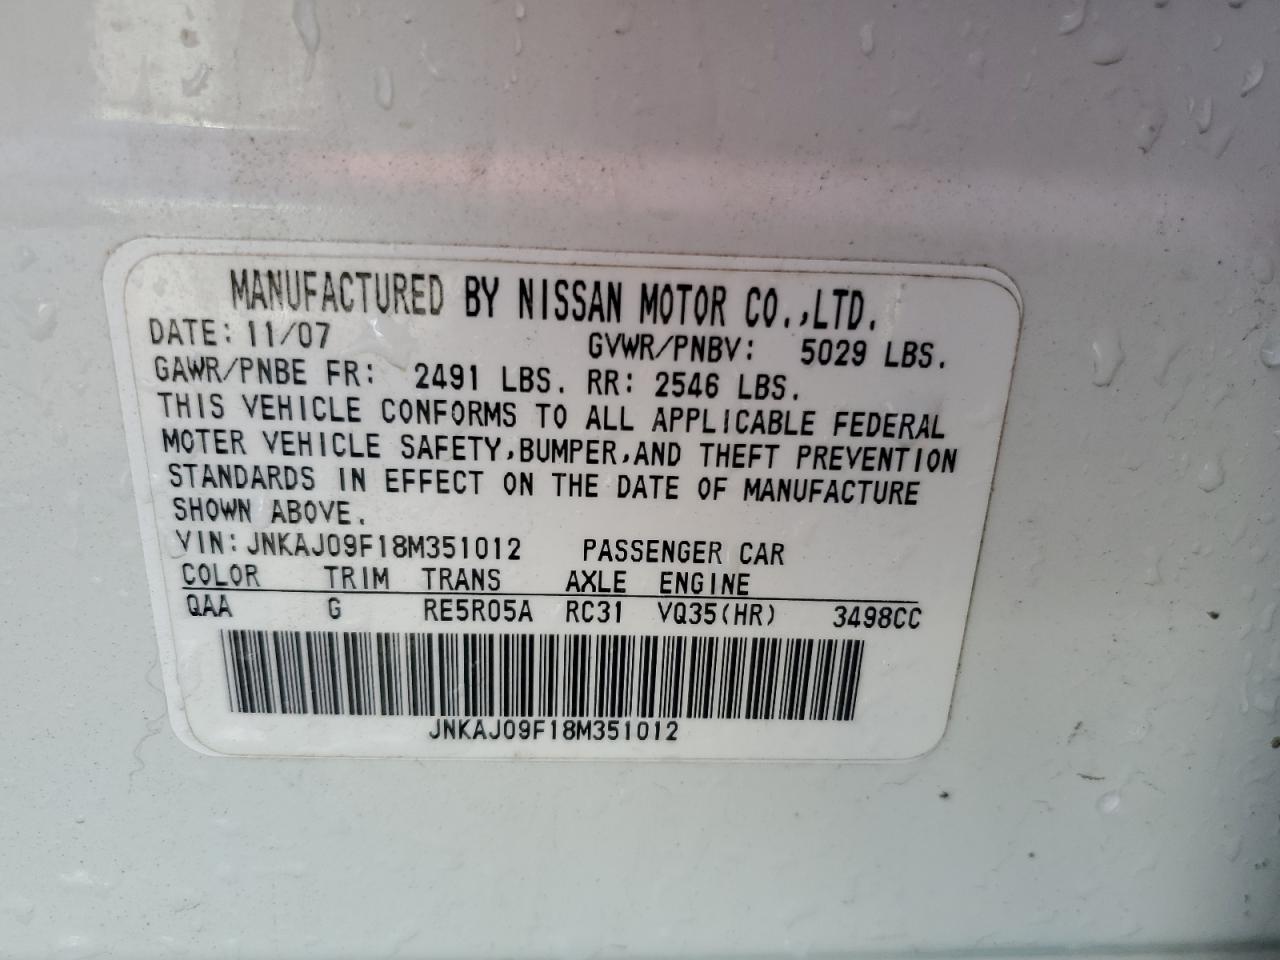 MANUFACTURED BY NISSAN MOTOR CO.,LTD.
DATE: 11/07 GVWR/PNBV: 5029 LBS.
GAWR/PNBE FR: 2491 LBS. RR: 2546 LBS.
THIS VEHICLE CONFORMS TO ALL APPLICABLE FEDERAL
MOTER VEHICLE SAFETY,BUMPER,AND THEFT PREVENTION
STANDARDS IN EFFECT ON THE DATE OF MANUFACTURE
SHOWN ABOVE.
VIN: JNKAJ09F18M351012 PASSENGER CAR
COLOR TRIM TRANS AXLE ENGINE
QAA G RE5R05A RC31 VQ35(HR) 3498CC
JNKAJ09F18M351012